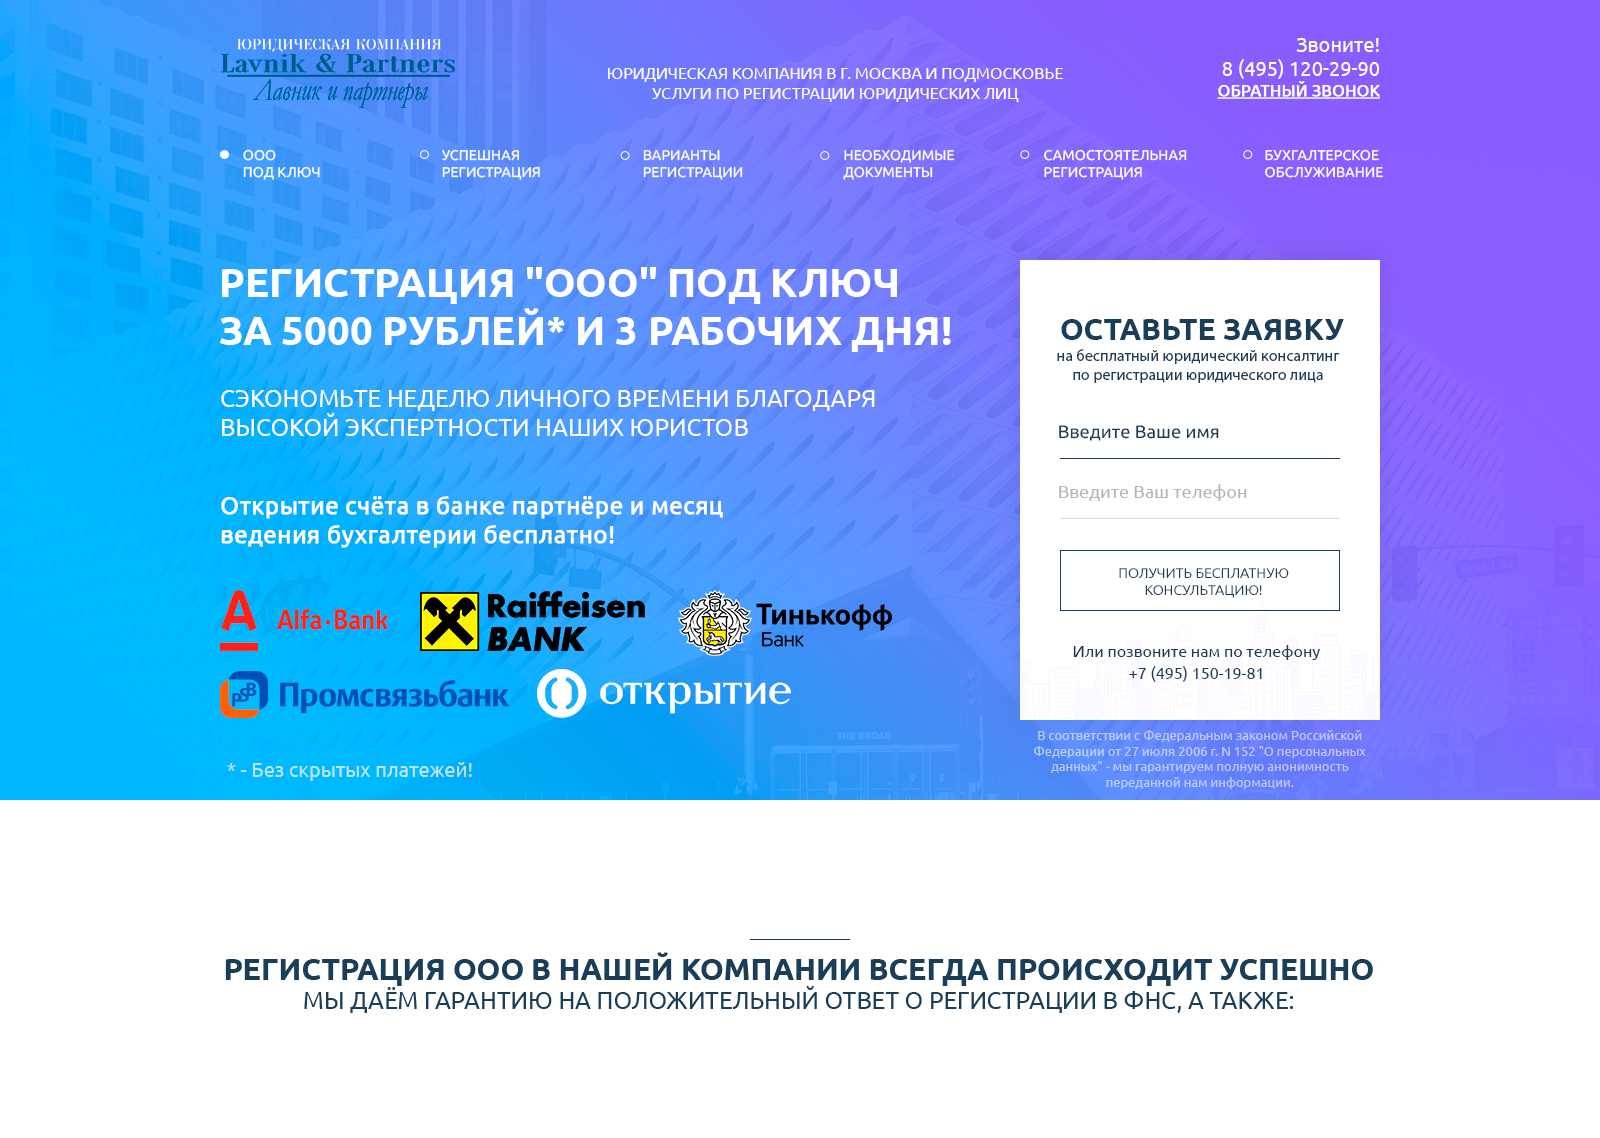 ЮРИДИЧЕСКАЯ КОМПАНИЯ
Lavnik & Partners
Лавник и партнеры
ЮРИДИЧЕСКАЯ КОМПАНИЯ В Г. МОСКВА И ПОДМОСКОВЬЕ
УСЛУГИ ПО РЕГИСТРАЦИИ ЮРИДИЧЕСКИХ ЛИЦ
Звоните!
8 (495) 120-29-90
ОБРАТНЫЙ ЗВОНОК
ООО
ПОД КЛЮЧ
УСПЕШНАЯ
РЕГИСТРАЦИЯ
ВАРИАНТЫ
РЕГИСТРАЦИИ
НЕОБХОДИМЫЕ
ДОКУМЕНТЫ
САМОСТОЯТЕЛЬНАЯ
РЕГИСТРАЦИЯ
БУХГАЛТЕРСКОЕ
ОБСЛУЖИВАНИЕ
РЕГИСТРАЦИЯ "ООО" ПОД КЛЮЧ
ЗА 5000 РУБЛЕЙ* И 3 РАБОЧИХ ДНЯ!
СЭКОНОМЬТЕ НЕДЕЛЮ ЛИЧНОГО ВРЕМЕНИ БЛАГОДАРЯ
ВЫСОКОЙ ЭКСПЕРТНОСТИ НАШИХ ЮРИСТОВ
Открытие счёта в банке партнёре и месяц
ведения бухгалтерии бесплатно!
Alfa·Bank
Raiffeisen
BANK
Тинькофф
Банк
PSB Промсвязьбанк
открытие
* - Без скрытых платежей!
ОСТАВЬТЕ ЗАЯВКУ
на бесплатный юридический консалтинг
по регистрации юридического лица
Введите Ваше имя
Введите Ваш телефон
ПОЛУЧИТЬ БЕСПЛАТНУЮ
КОНСУЛЬТАЦИЮ!
Или позвоните нам по телефону
+7 (495) 150-19-81
В соответствии с Федеральным законом Российской
Федерации от 27 июля 2006 г. N 152 "О персональных
данных" - мы гарантируем полную анонимность
переданной нам информации.
THE BROAD
Grand Av
РЕГИСТРАЦИЯ ООО В НАШЕЙ КОМПАНИИ ВСЕГДА ПРОИСХОДИТ УСПЕШНО
МЫ ДАЁМ ГАРАНТИЮ НА ПОЛОЖИТЕЛЬНЫЙ ОТВЕТ О РЕГИСТРАЦИИ В ФНС, А ТАКЖЕ: